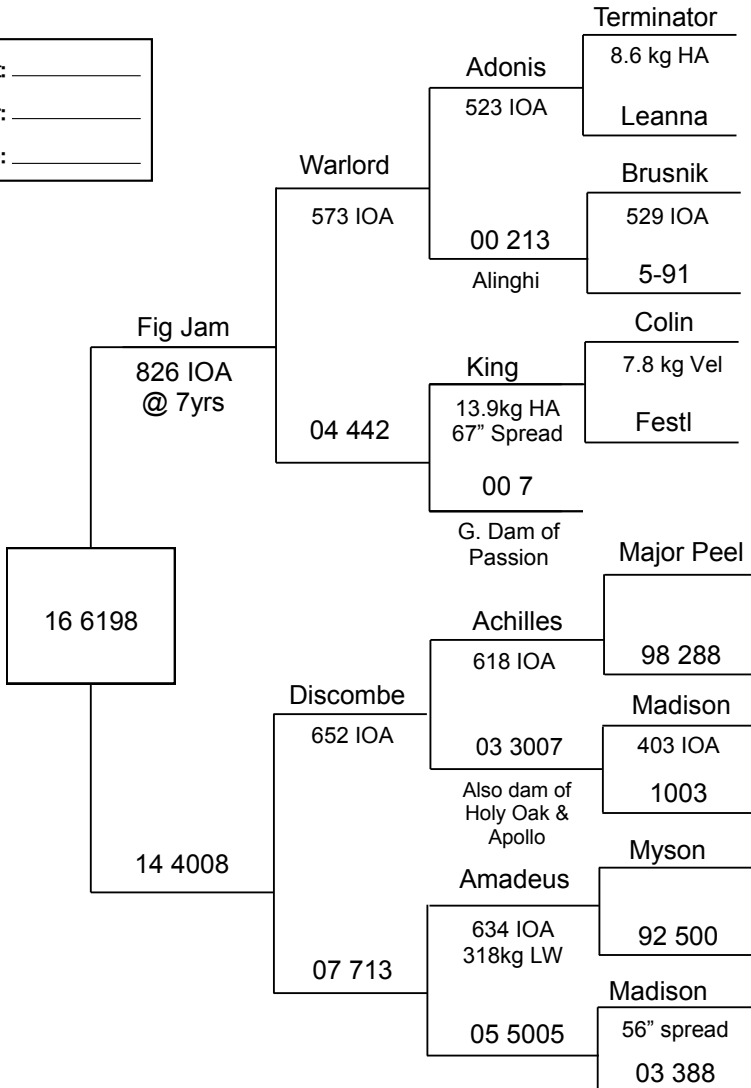 Terminator
8.6 kg HA
Leanna
Adonis
523 IOA
Brusnik
529 IOA
5-91
Warlord
573 IOA
00 213
Alinghi
Fig Jam
826 IOA
@ 7yrs
Colin
7.8 kg Vel
Festl
King
13.9kg HA
67” Spread
04 442
00 7
G. Dam of
Passion
16 6198
Major Peel
98 288
Achilles
618 IOA
Discombe
652 IOA
Madison
403 IOA
1003
03 3007
Also dam of
Holy Oak &
Apollo
14 4008
Myson
92 500
Amadeus
634 IOA
318kg LW
07 713
Madison
56” spread
03 388
05 5005